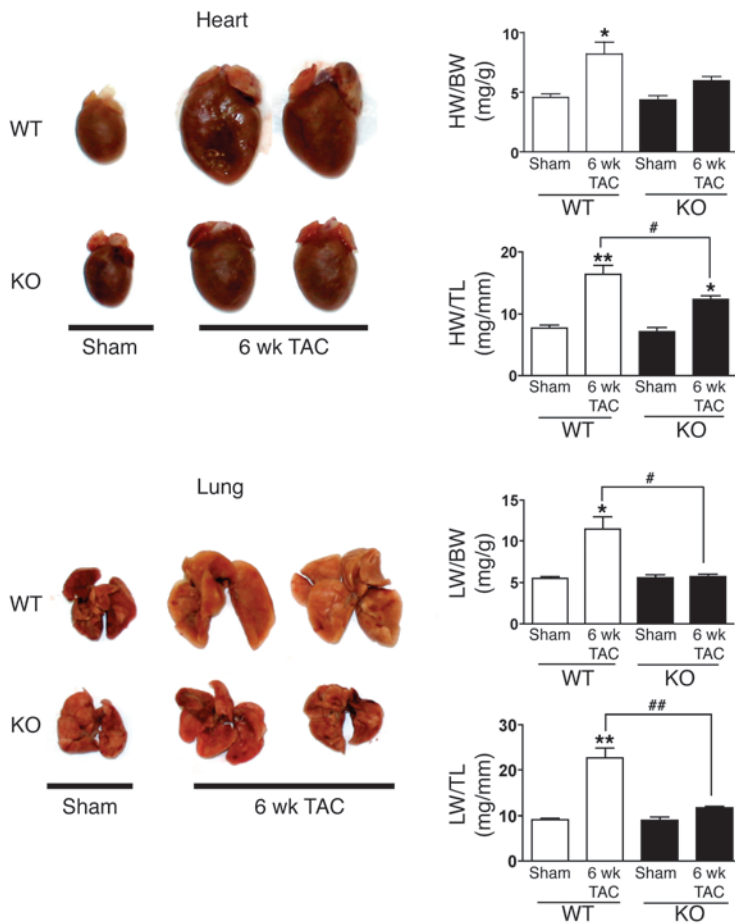 Heart
WT
KO
Sham 6 wk TAC
HW/BW
(mg/g)
10
5
0
*
Sham 6 wk Sham 6 wk
TAC TAC
WT KO
HW/TL
(mg/mm)
20
10
0
#
** *
Sham 6 wk Sham 6 wk
TAC TAC
WT KO
Lung
WT
KO
Sham 6 wk TAC
LW/BW
(mg/g)
15
10
5
0
#
*
Sham 6 wk Sham 6 wk
TAC TAC
WT KO
LW/TL
(mg/mm)
30
20
10
0
##
**
Sham 6 wk Sham 6 wk
TAC TAC
WT KO